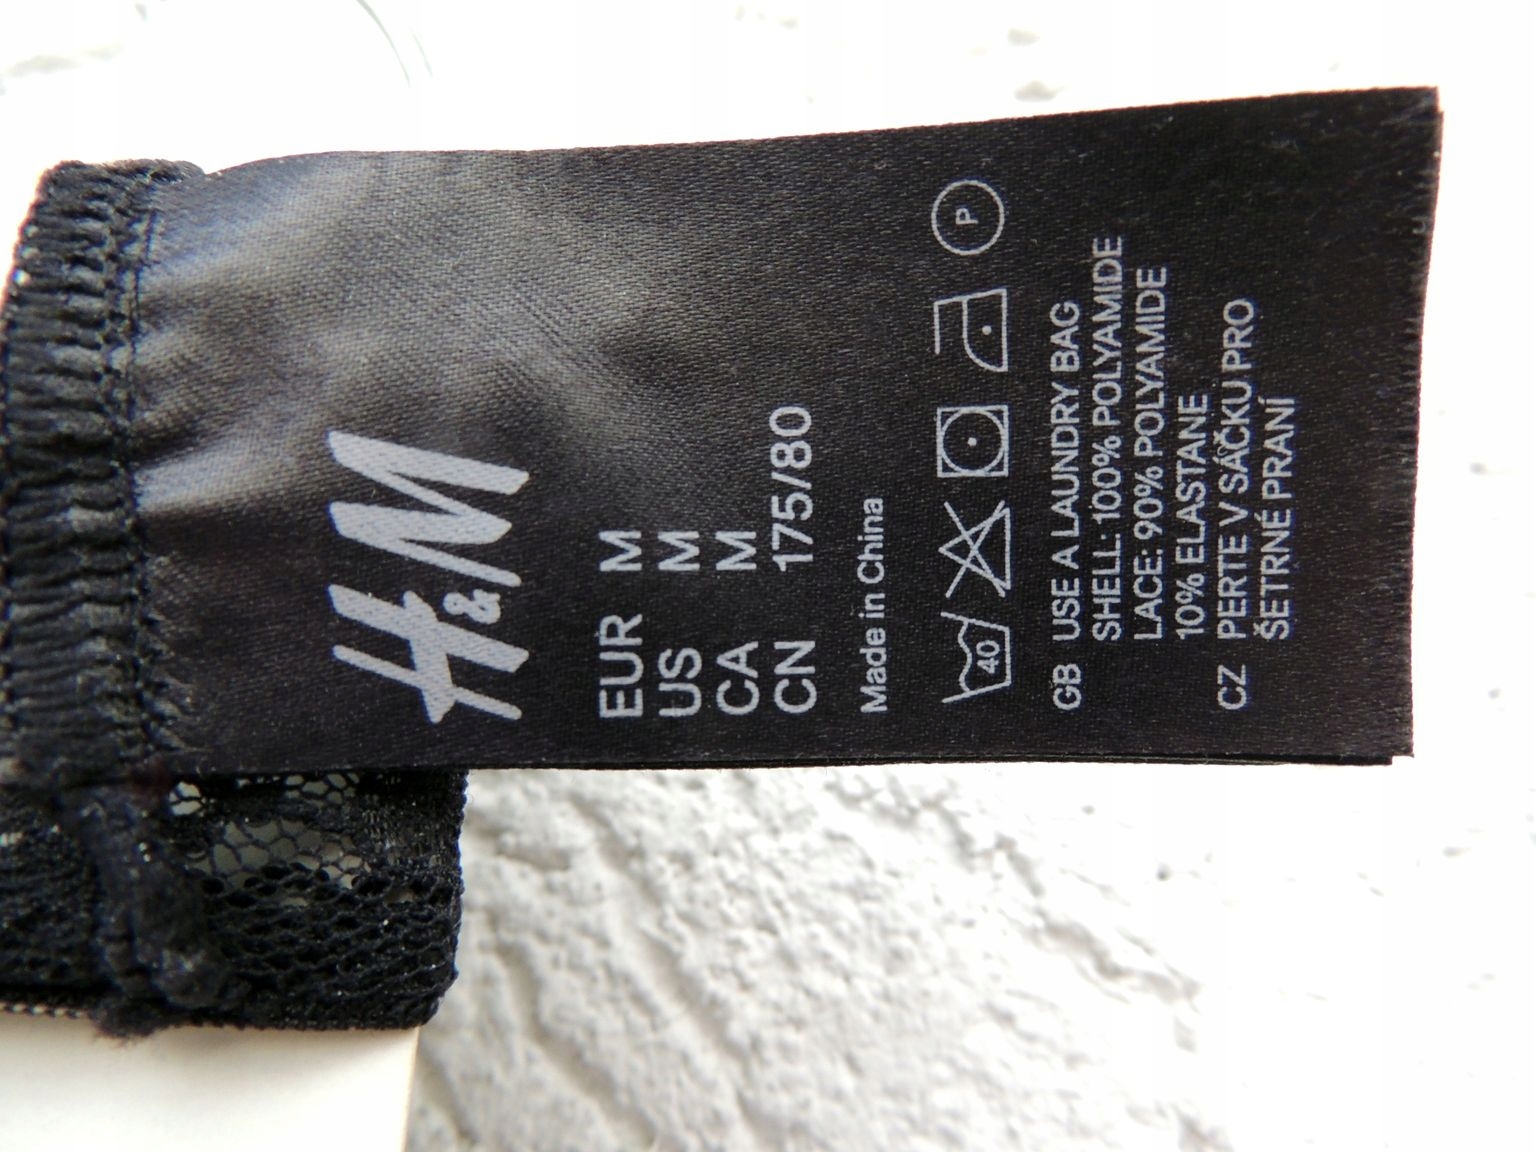 H&M
EUR M
US M
CA M
CN 175/80
Made in China
40 P
GB USE A LAUNDRY BAG
SHELL: 100% POLYAMIDE
LACE: 90% POLYAMIDE
10% ELASTANE
CZ PERTE V SÁČKU PRO
ŠETRNÉ PRANÍ